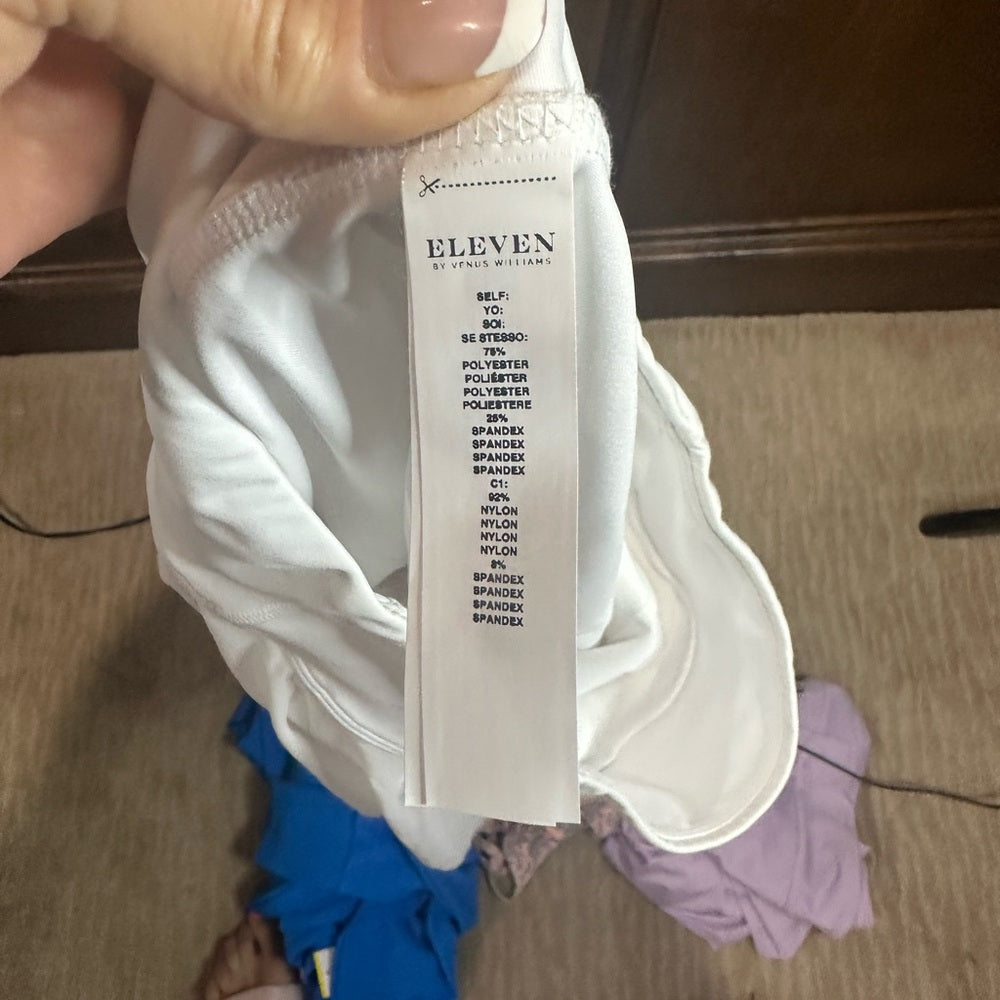 ELEVEN
BY VENUS WILLIAMS
SELF:
YO:
SOI:
SE STESSO:
75%
POLYESTER
POLIÉSTER
POLYESTER
POLIESTERE
25%
SPANDEX
SPANDEX
SPANDEX
SPANDEX
C1:
92%
NYLON
NYLON
NYLON
NYLON
8%
SPANDEX
SPANDEX
SPANDEX
SPANDEX